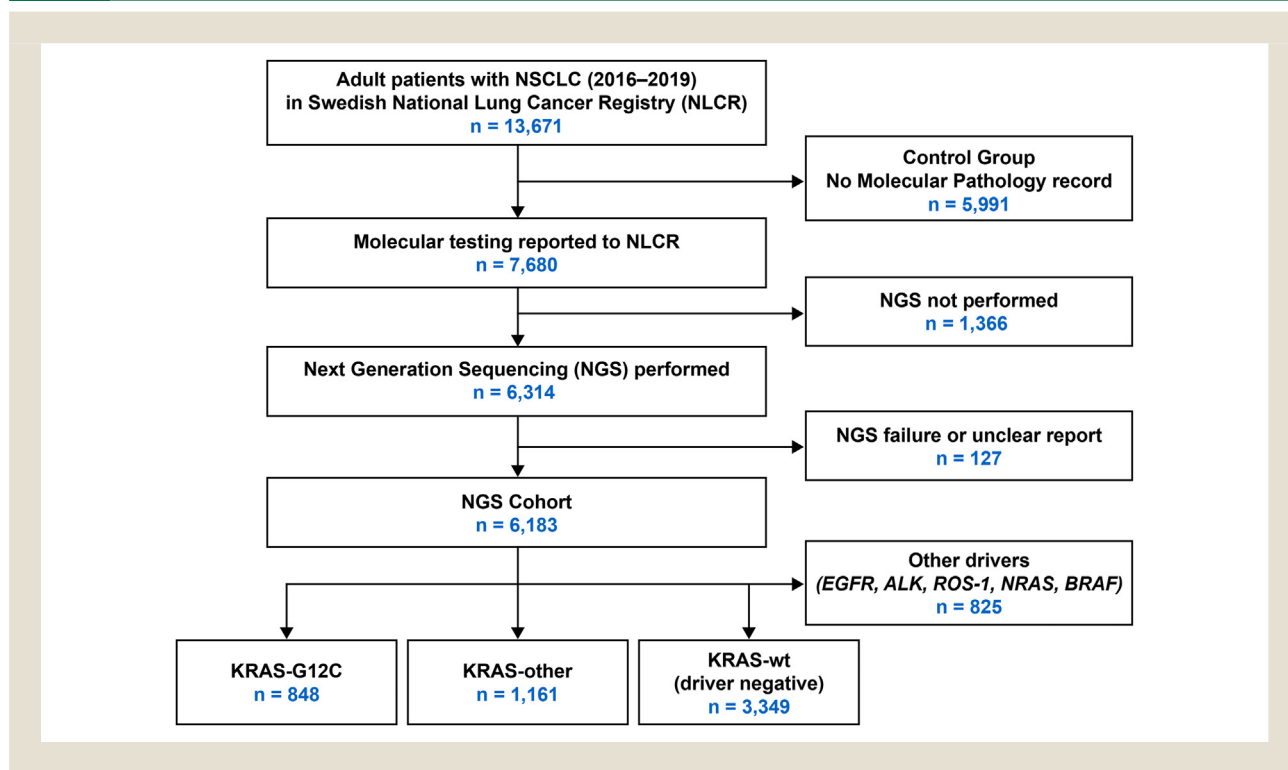 Adult patients with NSCLC (2016–2019)
in Swedish National Lung Cancer Registry (NLCR)
n = 13,671
Control Group
No Molecular Pathology record
n = 5,991
Molecular testing reported to NLCR
n = 7,680
NGS not performed
n = 1,366
Next Generation Sequencing (NGS) performed
n = 6,314
NGS failure or unclear report
n = 127
NGS Cohort
n = 6,183
Other drivers
(EGFR, ALK, ROS-1, NRAS, BRAF)
n = 825
KRAS-G12C
n = 848
KRAS-other
n = 1,161
KRAS-wt
(driver negative)
n = 3,349